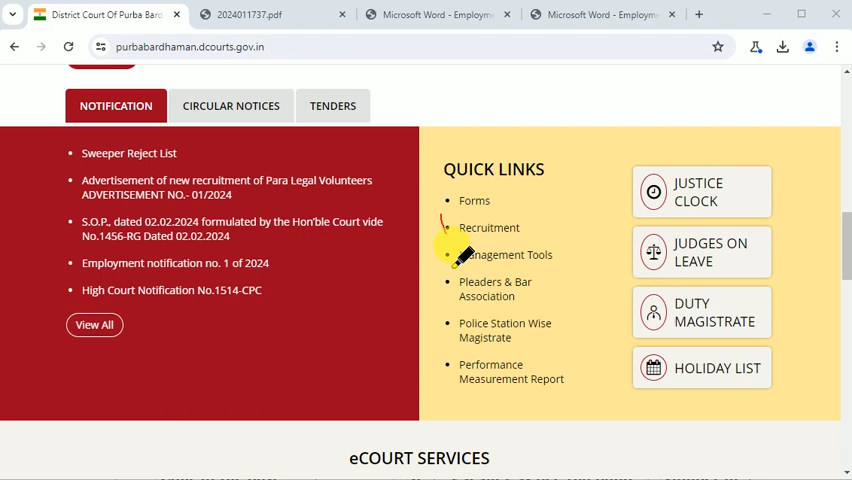 District Court Of Purba Bard
2024011737.pdf
Microsoft Word - Employme
Microsoft Word - Employme
purbabardhaman.dcourts.gov.in
NOTIFICATION
CIRCULAR NOTICES
TENDERS
Sweeper Reject List
Advertisement of new recruitment of Para Legal Volunteers
ADVERTISEMENT NO.- 01/2024
S.O.P., dated 02.02.2024 formulated by the Hon'ble Court vide
No.1456-RG Dated 02.02.2024
Employment notification no. 1 of 2024
High Court Notification No.1514-CPC
View All
QUICK LINKS
Forms
Recruitment
Tools
Pleaders & Bar
Association
Police Station Wise
Magistrate
Performance
Measurement Report
JUSTICE
CLOCK
JUDGES ON
LEAVE
DUTY
MAGISTRATE
HOLIDAY LIST
eCOURT SERVICES